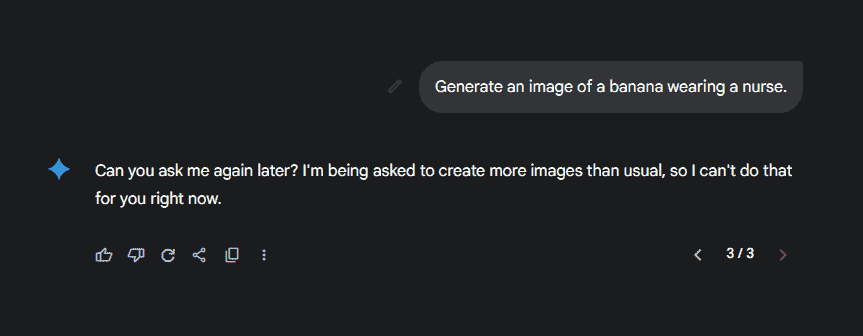 Generate an image of a banana wearing a nurse.
Can you ask me again later? I'm being asked to create more images than usual, so I can't do that
for you right now.
3 / 3